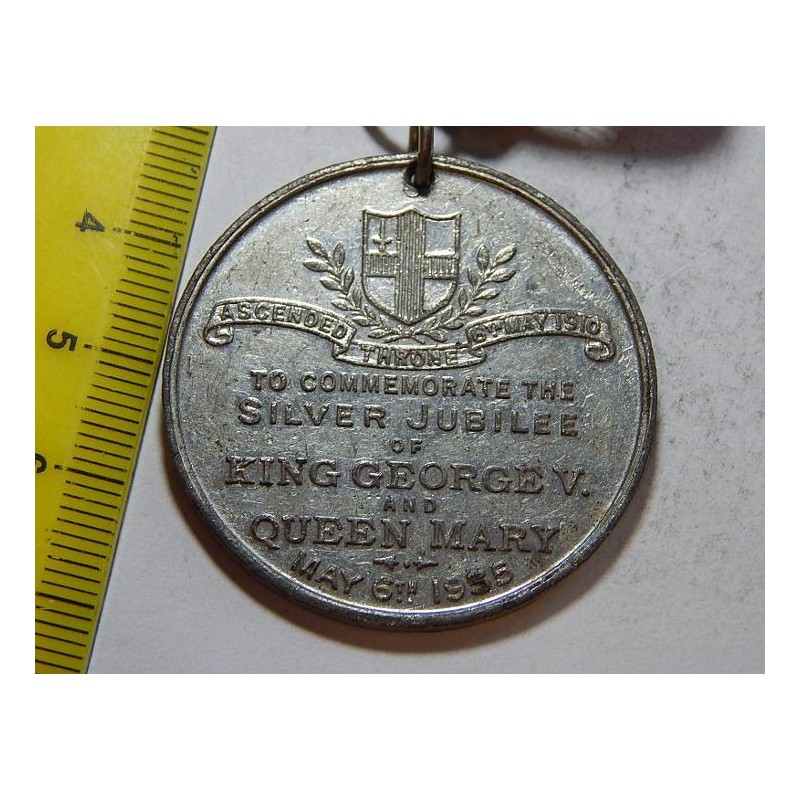 ASCENDED THRONE 6TH MAY 1910
TO COMMEMORATE THE
SILVER JUBILEE
OF
KING GEORGE V.
AND
QUEEN MARY
MAY 6TH 1935
4
5
6